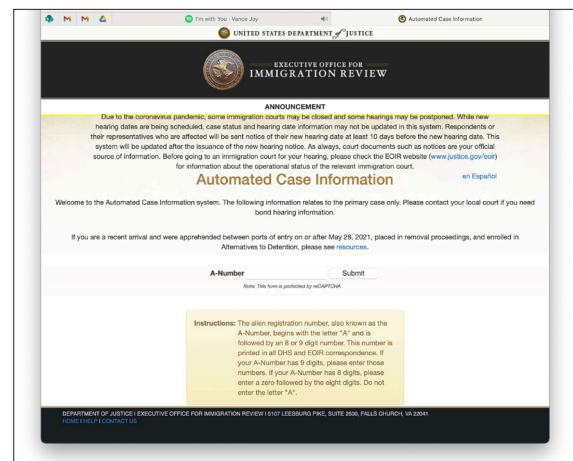 I'm with You - Vance Joy
Automated Case Information
UNITED STATES DEPARTMENT of JUSTICE
EXECUTIVE OFFICE FOR
IMMIGRATION REVIEW
ANNOUNCEMENT
Due to the coronavirus pandemic, some immigration courts may be closed and some hearings may be postponed. While new
hearing dates are being scheduled, case status and hearing date information may not be updated in this system. Respondents or
their representatives who are affected will be sent notice of their new hearing date at least 10 days before the new hearing date. This
system will be updated after the issuance of the new hearing notice. As always, court documents such as notices are your official
source of information. Before going to an immigration court for your hearing, please check the EOIR website (www.justice.gov/eoir)
for information about the operational status of the relevant immigration court.
Automated Case Information
en Español
Welcome to the Automated Case Information system. The following information relates to the primary case only. Please contact your local court if you need
bond hearing information.
If you are a recent arrival and were apprehended between ports of entry on or after May 28, 2021, placed in removal proceedings, and enrolled in
Alternatives to Detention, please see resources.
A-Number
Submit
Note: This form is protected by reCAPTCHA
Instructions: The alien registration number, also known as the
A-Number, begins with the letter "A" and is
followed by an 8 or 9 digit number. This number is
printed in all DHS and EOIR correspondence. If
your A-Number has 9 digits, please enter those
numbers. If your A-Number has 8 digits, please
enter a zero followed by the eight digits. Do not
enter the letter "A".
DEPARTMENT OF JUSTICE | EXECUTIVE OFFICE FOR IMMIGRATION REVIEW | 5107 LEESBURG PIKE, SUITE 2600, FALLS CHURCH, VA 22041
HOME | HELP | CONTACT US